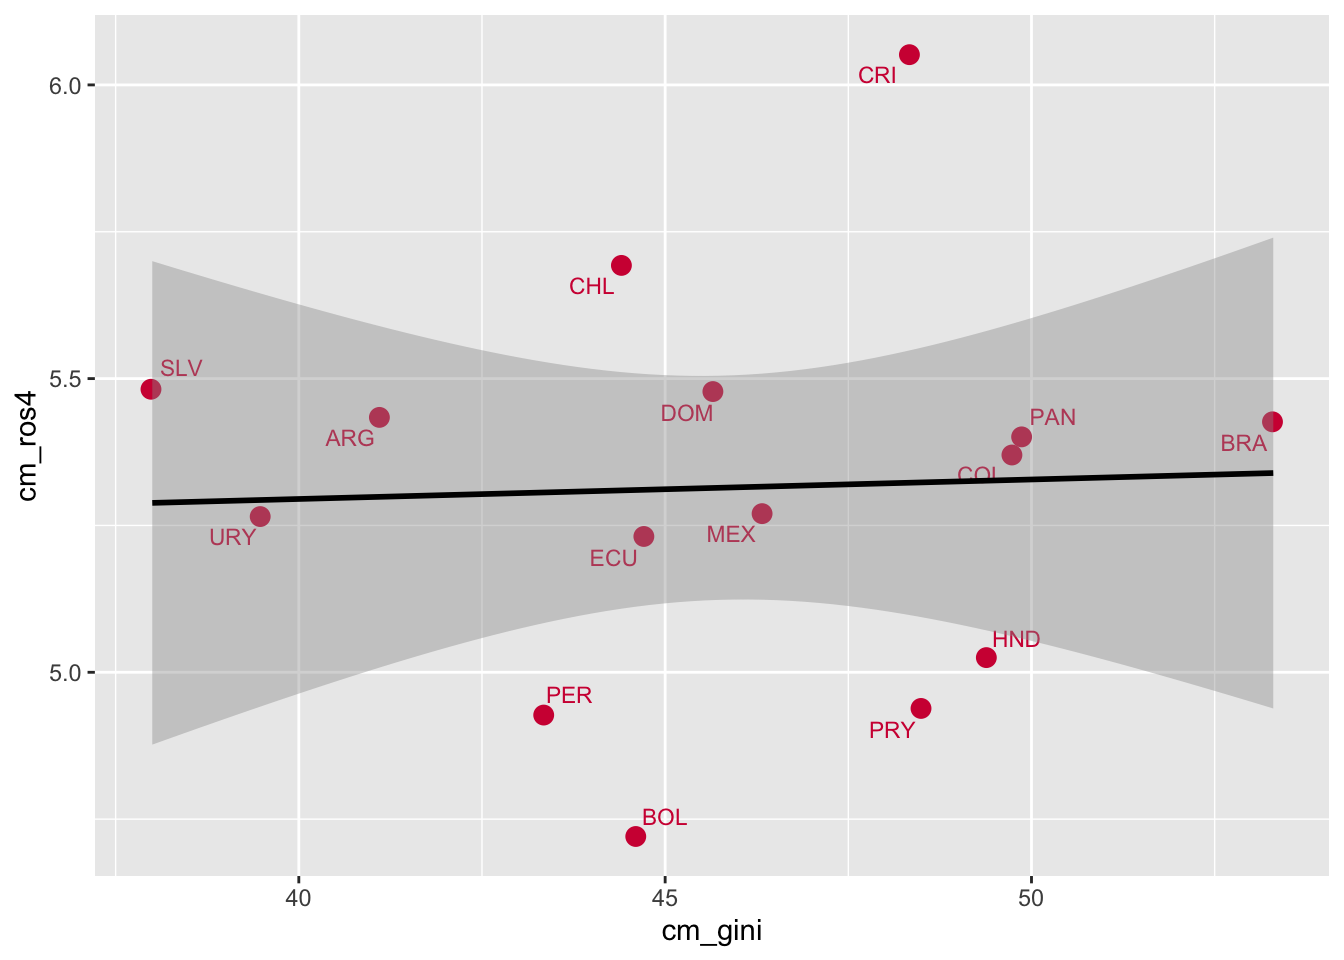 6.0
CRI
CHL
cm_ros4
5.5
SLV
DOM
ARG
PAN
BRA
COL
URY
MEX
ECU
HND
5.0
PER
PRY
BOL
40
45
50
cm_gini